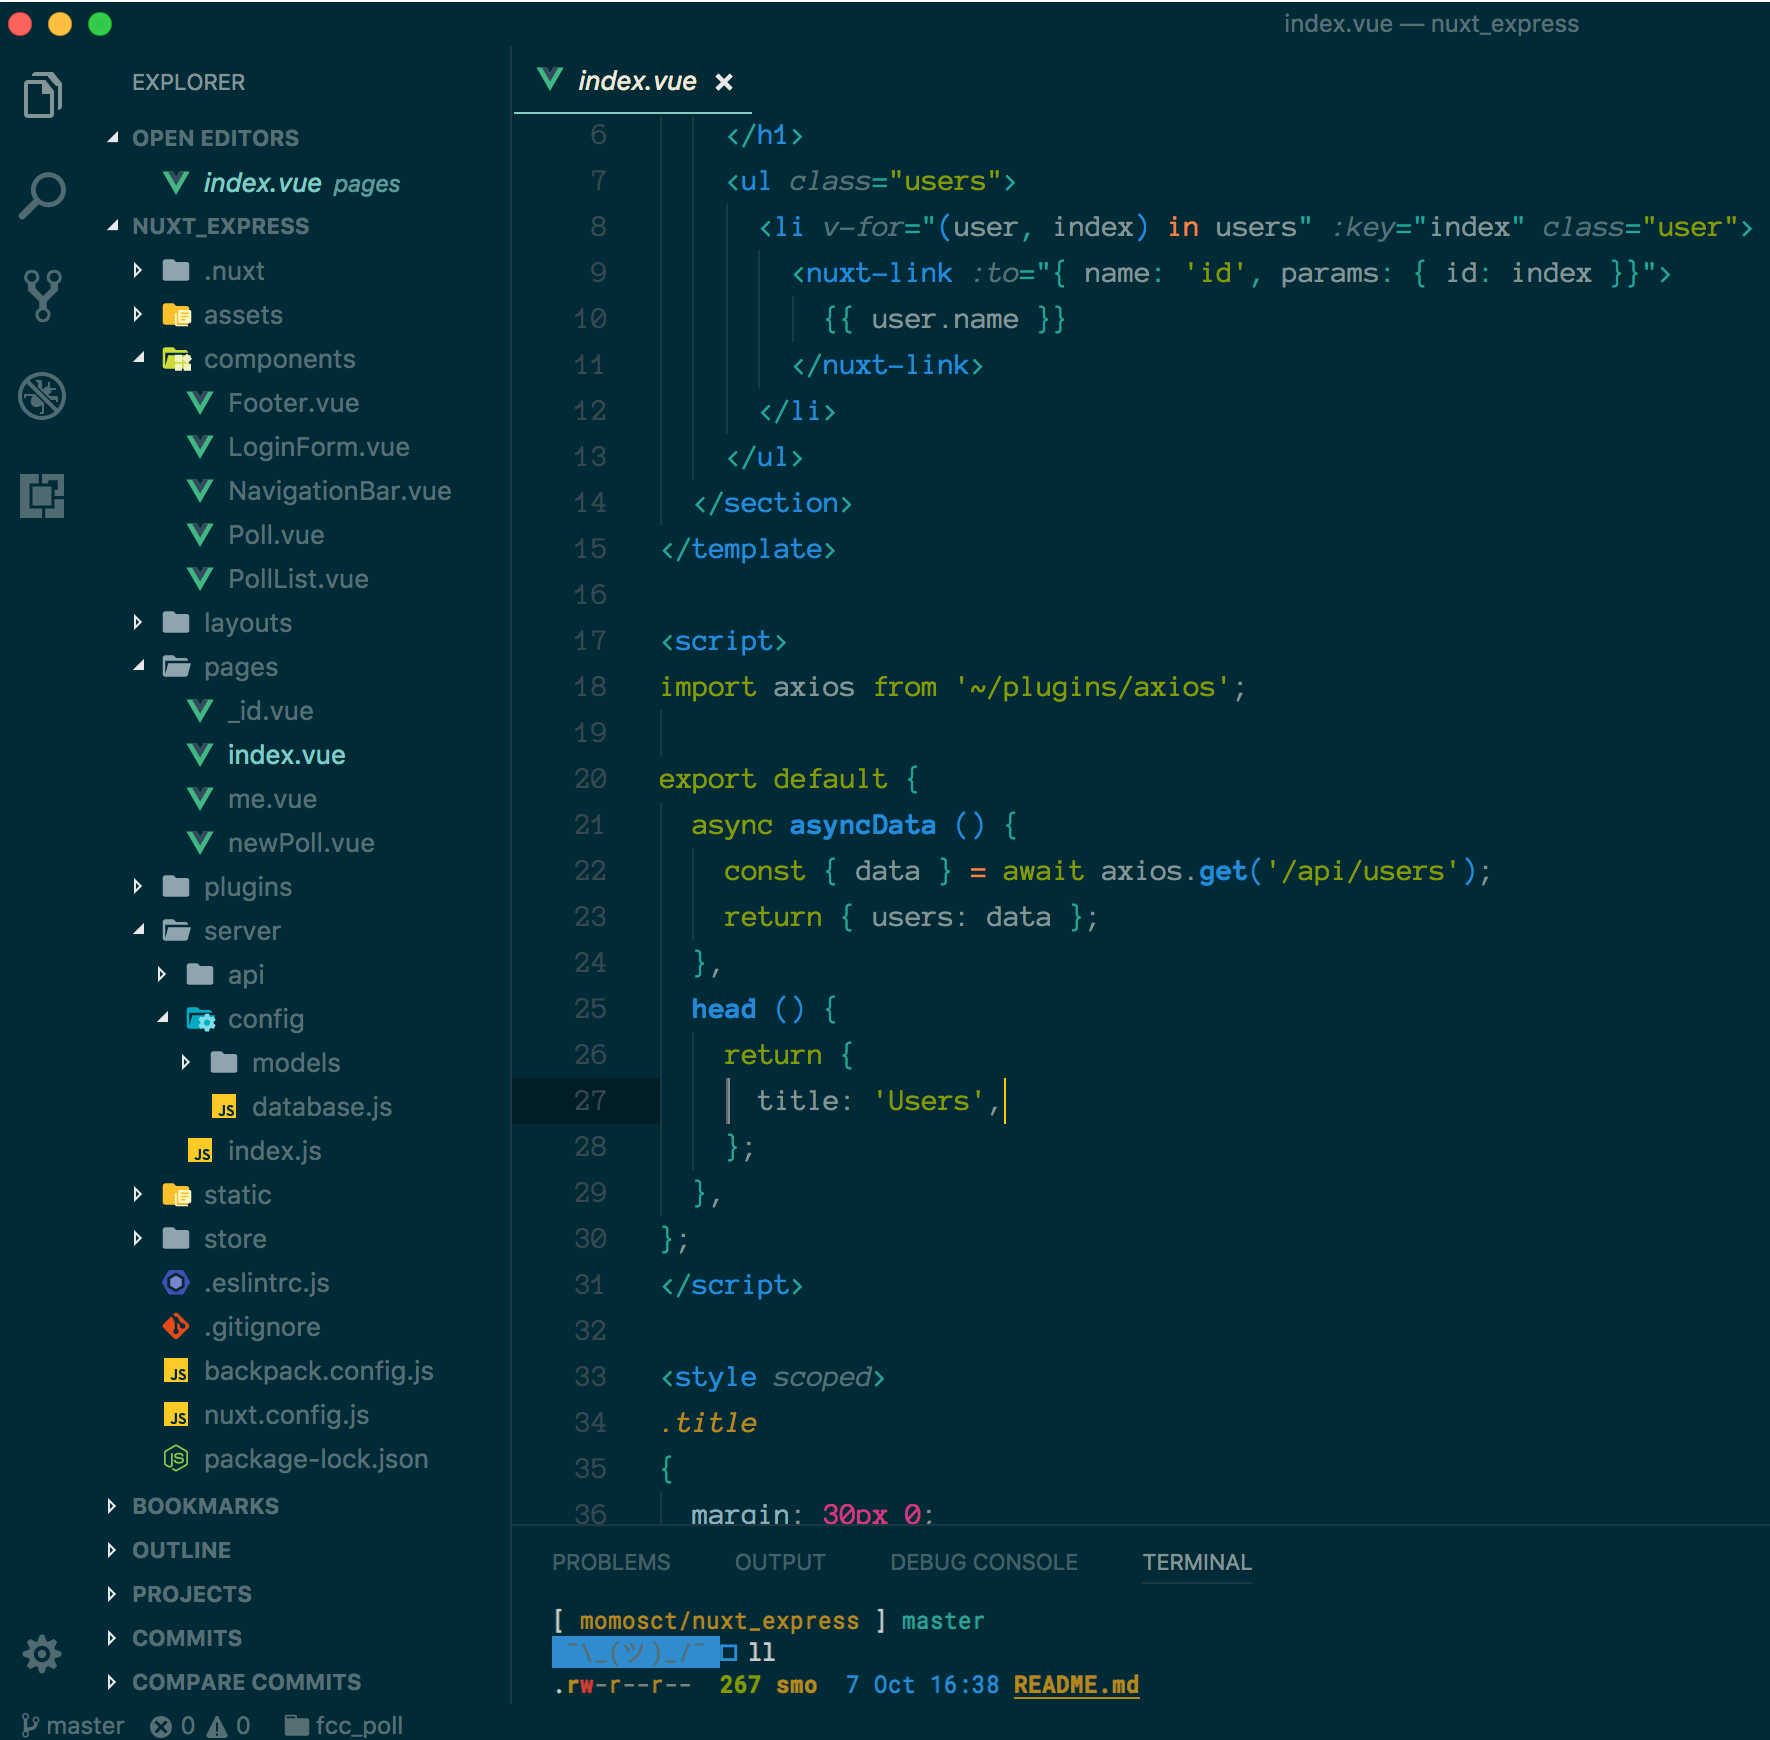 index.vue — nuxt_express
EXPLORER
OPEN EDITORS
index.vue pages
NUXT_EXPRESS
.nuxt
assets
components
Footer.vue
LoginForm.vue
NavigationBar.vue
Poll.vue
PollList.vue
layouts
pages
_id.vue
index.vue
me.vue
newPoll.vue
plugins
server
api
config
models
database.js
index.js
static
store
.eslintrc.js
.gitignore
backpack.config.js
nuxt.config.js
package-lock.json
BOOKMARKS
OUTLINE
PROJECTS
COMMITS
COMPARE COMMITS
index.vue ×
6 </h1>
7 <ul class="users">
8 <li v-for="(user, index) in users" :key="index" class="user">
9 <nuxt-link :to="{ name: 'id', params: { id: index }}">
10 {{ user.name }}
11 </nuxt-link>
12 </li>
13 </ul>
14 </section>
15 </template>
16
17 <script>
18 import axios from '~/plugins/axios';
19
20 export default {
21 async asyncData () {
22 const { data } = await axios.get('/api/users');
23 return { users: data };
24 },
25 head () {
26 return {
27 title: 'Users',
28 };
29 },
30 };
31 </script>
32
33 <style scoped>
34 .title
35 {
36 margin: 30px 0;
PROBLEMS OUTPUT DEBUG CONSOLE TERMINAL
[ momosct/nuxt_express ] master
¯\_(ツ)_/¯ ll
.rw-r--r-- 267 smo 7 Oct 16:38 README.md
master 0 0 fcc_poll